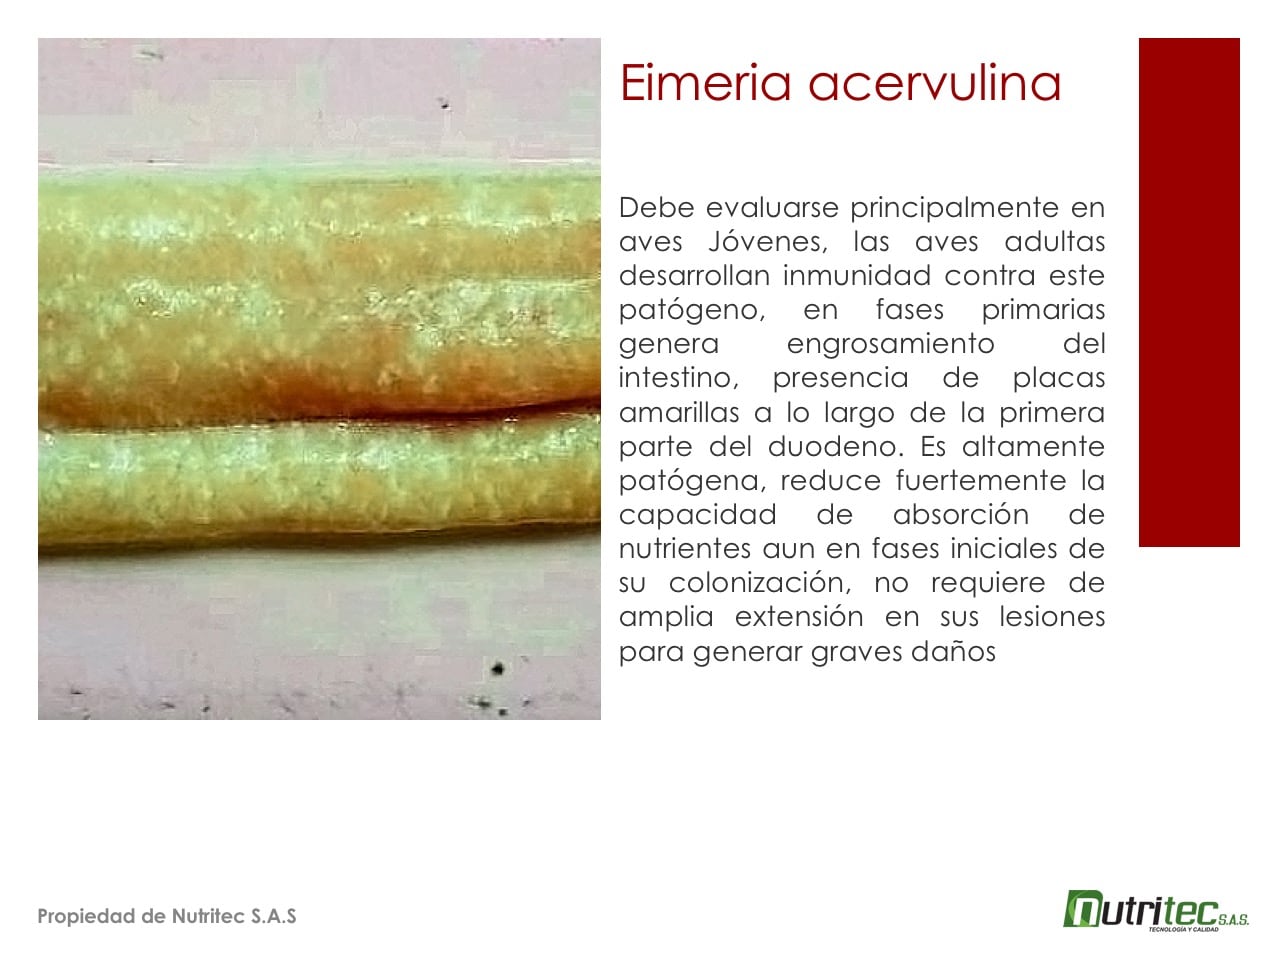 Eimeria acervulina
Debe evaluarse principalmente en
aves Jóvenes, las aves adultas
desarrollan inmunidad contra este
patógeno, en fases primarias
genera engrosamiento del
intestino, presencia de placas
amarillas a lo largo de la primera
parte del duodeno. Es altamente
patógena, reduce fuertemente la
capacidad de absorción de
nutrientes aun en fases iniciales de
su colonización, no requiere de
amplia extensión en sus lesiones
para generar graves daños
Propiedad de Nutritec S.A.S
nutritec S.A.S.
TECNOLOGÍA Y CALIDAD